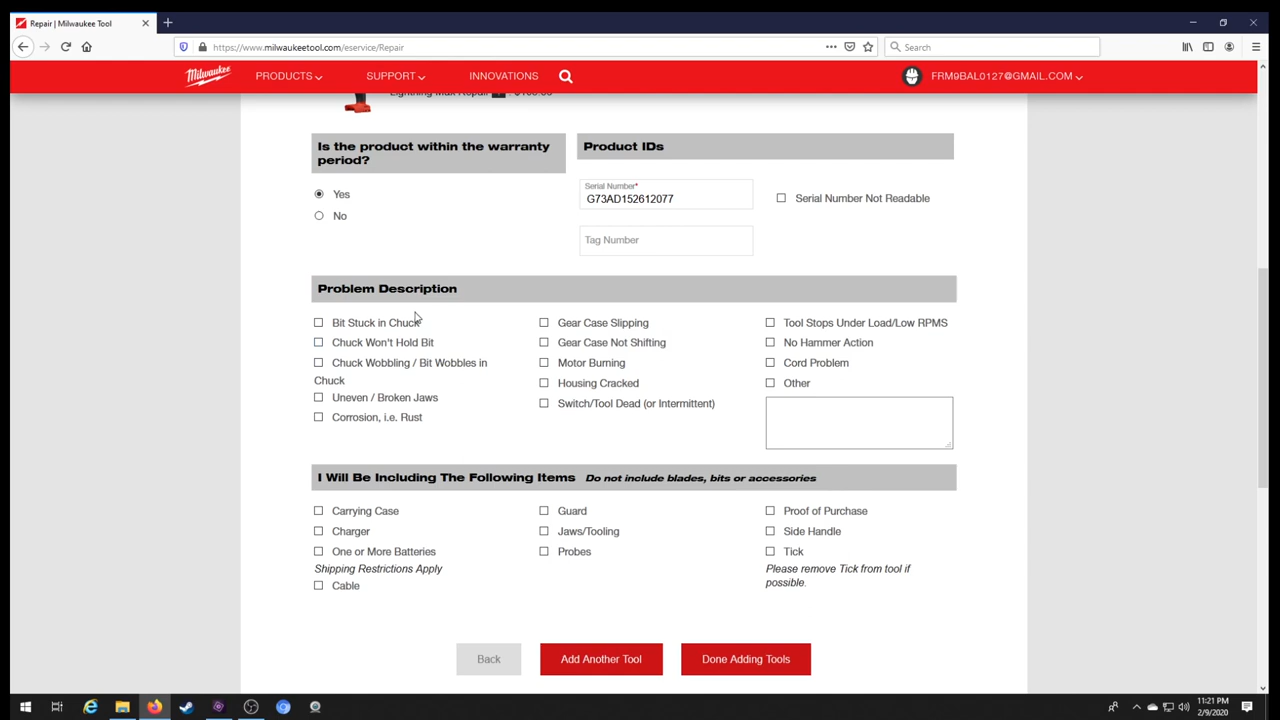 Repair | Milwaukee Tool
https://www.milwaukeetool.com/eservice/Repair
Search
Milwaukee
PRODUCTS
SUPPORT
INNOVATIONS
FRM9BAL0127@GMAIL.COM
Lightning Max Repair
Is the product within the warranty
period?
Yes
No
Product IDs
Serial Number*
G73AD152612077
Serial Number Not Readable
Tag Number
Problem Description
Bit Stuck in Chuck
Chuck Won't Hold Bit
Chuck Wobbling / Bit Wobbles in
Chuck
Uneven / Broken Jaws
Corrosion, i.e. Rust
Gear Case Slipping
Gear Case Not Shifting
Motor Burning
Housing Cracked
Switch/Tool Dead (or Intermittent)
Tool Stops Under Load/Low RPMS
No Hammer Action
Cord Problem
Other
I Will Be Including The Following Items Do not include blades, bits or accessories
Carrying Case
Charger
One or More Batteries
Shipping Restrictions Apply
Cable
Guard
Jaws/Tooling
Probes
Proof of Purchase
Side Handle
Tick
Please remove Tick from tool if
possible.
Back
Add Another Tool
Done Adding Tools
11:21 PM
2/9/2020